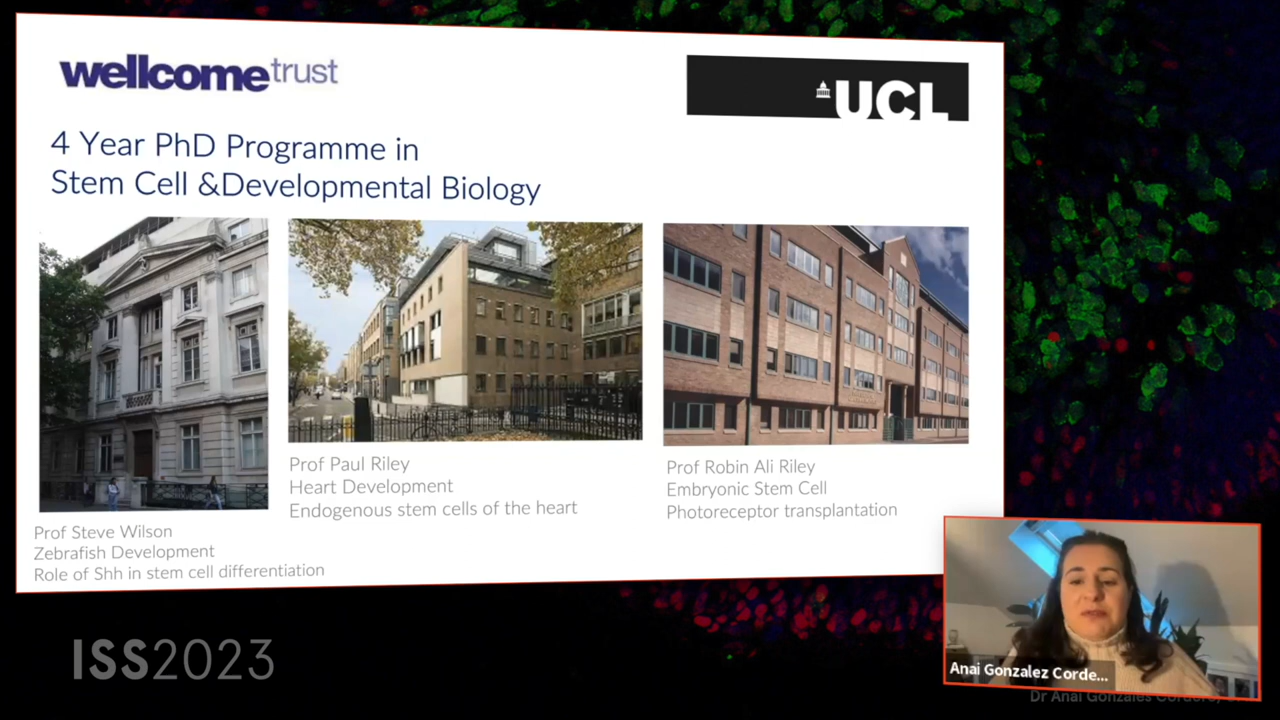 wellcometrust
UCL
4 Year PhD Programme in
Stem Cell &Developmental Biology
Prof Steve Wilson
Zebrafish Development
Role of Shh in stem cell differentiation
Prof Paul Riley
Heart Development
Endogenous stem cells of the heart
Prof Robin Ali Riley
Embryonic Stem Cell
Photoreceptor transplantation
Anai Gonzalez Corde...
ISS2023